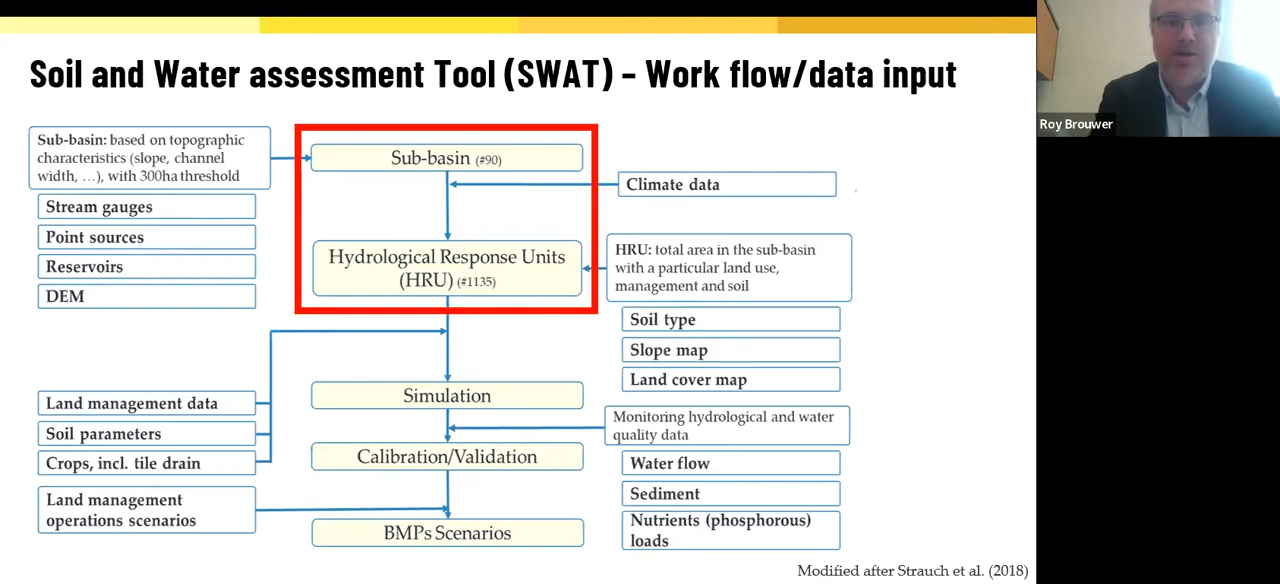 Soil and Water assessment Tool (SWAT) – Work flow/data input
Roy Brouwer
Sub-basin: based on topographic
characteristics (slope, channel
width, …), with 300ha threshold
Stream gauges
Point sources
Reservoirs
DEM
Sub-basin (#90)
Climate data
Hydrological Response Units
(HRU) (#1135)
HRU: total area in the sub-basin
with a particular land use,
management and soil
Soil type
Slope map
Land cover map
Land management data
Soil parameters
Crops, incl. tile drain
Land management
operations scenarios
Simulation
Calibration/Validation
BMPs Scenarios
Monitoring hydrological and water
quality data
Water flow
Sediment
Nutrients (phosphorous)
loads
Modified after Strauch et al. (2018)